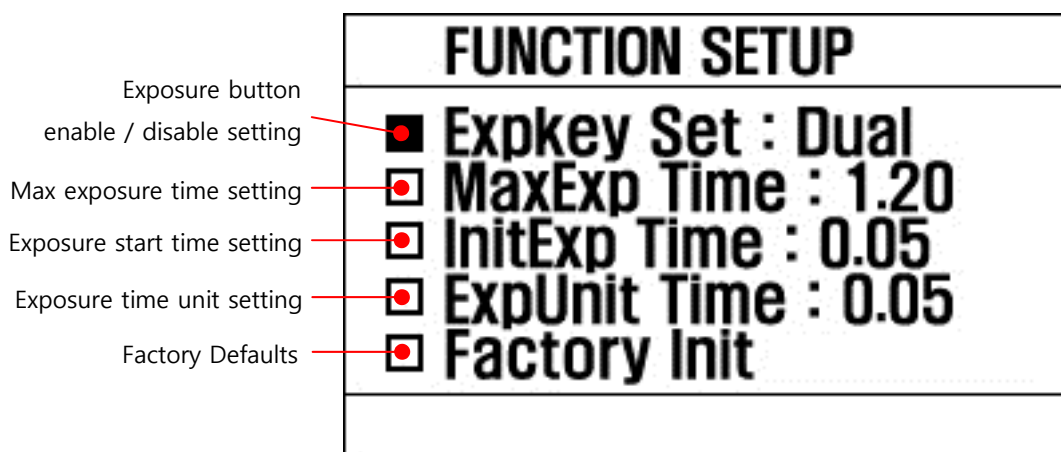 FUNCTION SETUP
Exposure button
enable / disable setting
Expkey Set : Dual
Max exposure time setting
MaxExp Time : 1.20
Exposure start time setting
InitExp Time : 0.05
Exposure time unit setting
ExpUnit Time : 0.05
Factory Defaults
Factory Init